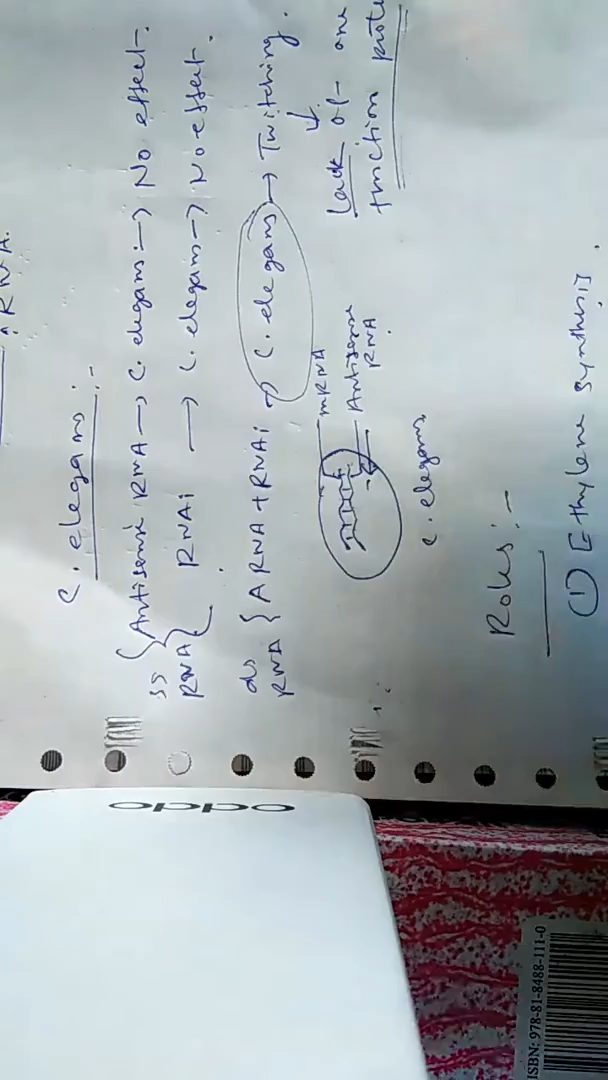 RNA.
C. elegans :-
ss RNA { Antisense RNA → C. elegans → No effect.
RNAi → C. elegans → No effect.
ds RNA { A RNA + RNAi → C. elegans → Twitching.
↓
lack of one
function
mRNA
Antisense RNA
C. elegans
Roles :-
(1) Ethylene synthesis
oppo
ISBN: 978-81-8488-111-0